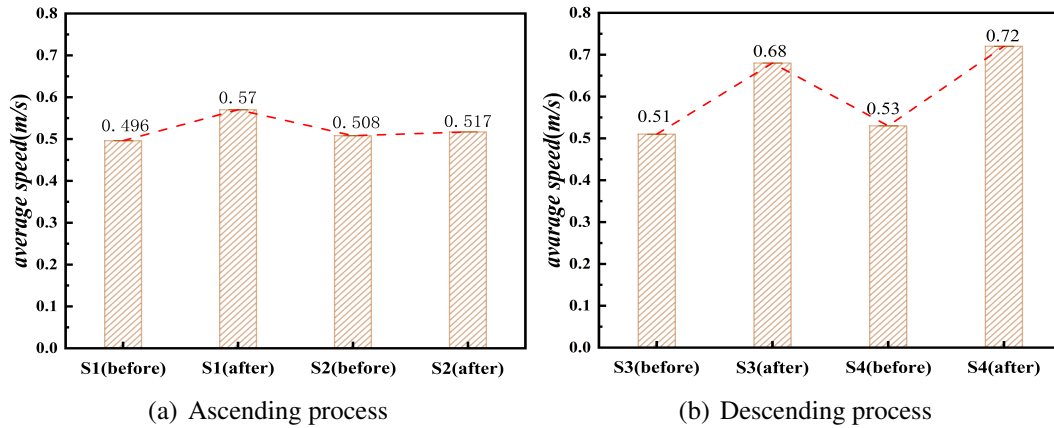 0.8
0.7
0.6
0.5
0.4
0.3
0.2
0.1
0.0
average speed(m/s)
0.496
0.57
0.508
0.517
S1(before)
S1(after)
S2(before)
S2(after)
(a) Ascending process
0.8
0.7
0.6
0.5
0.4
0.3
0.2
0.1
0.0
avarage speed(m/s)
0.51
0.68
0.53
0.72
S3(before)
S3(after)
S4(before)
S4(after)
(b) Descending process